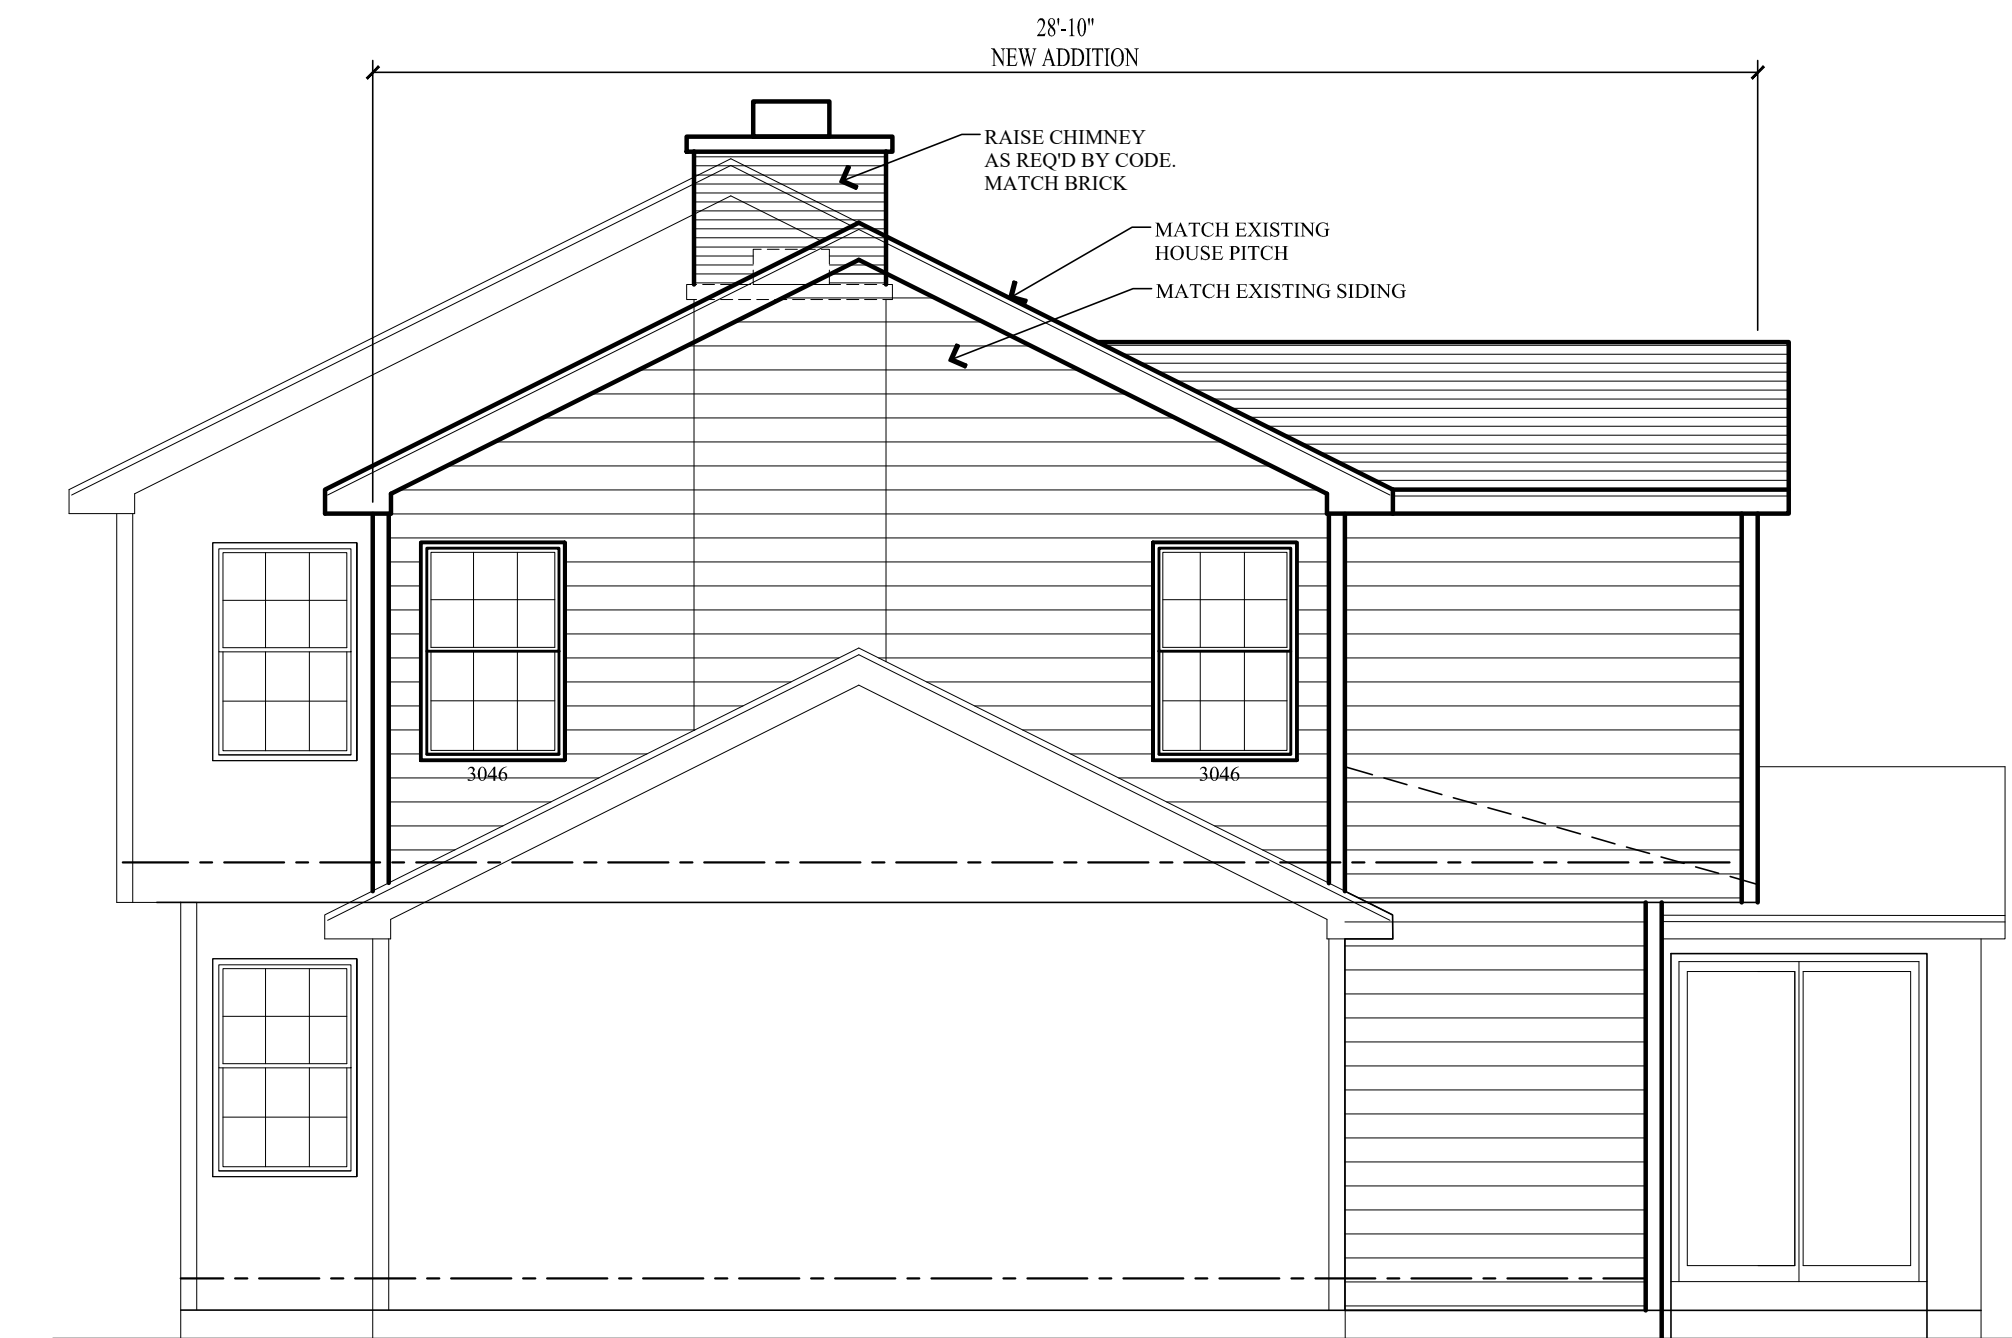 28'-10"
NEW ADDITION
RAISE CHIMNEY
AS REQ'D BY CODE.
MATCH BRICK
MATCH EXISTING
HOUSE PITCH
MATCH EXISTING SIDING
3046
3046